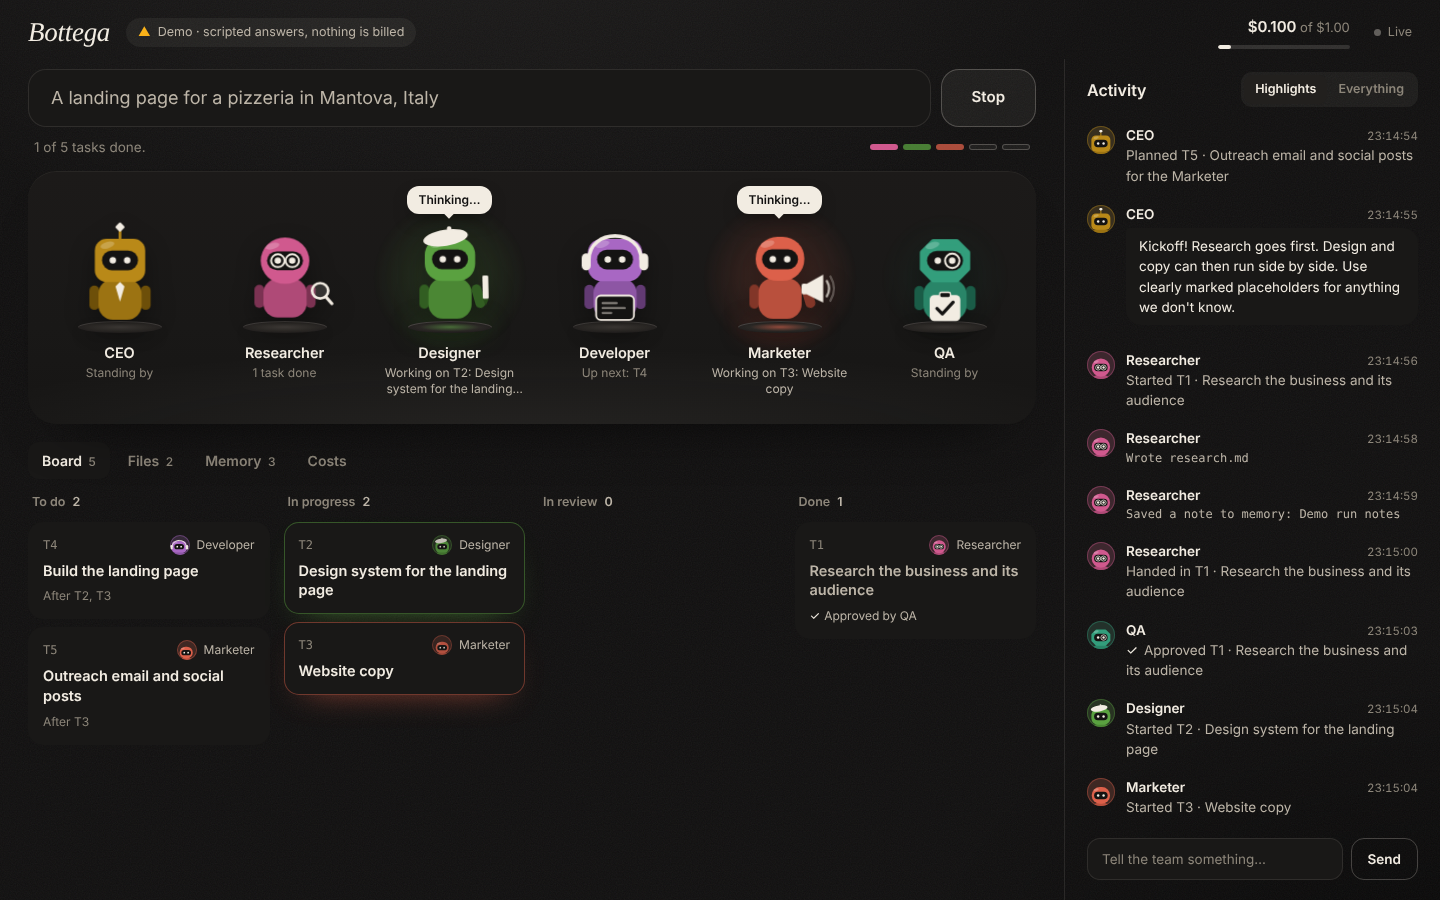 Bottega
Demo · scripted answers, nothing is billed
$0.100 of $1.00
Live
A landing page for a pizzeria in Mantova, Italy
Stop
1 of 5 tasks done.
Thinking...
Thinking...
CEO
Standing by
Researcher
1 task done
Designer
Working on T2: Design
system for the landing...
Developer
Up next: T4
Marketer
Working on T3: Website
copy
QA
Standing by
Board 5
Files 2
Memory 3
Costs
To do 2
T4
Developer
Build the landing page
After T2, T3
T5
Marketer
Outreach email and social
posts
After T3
In progress 2
T2
Designer
Design system for the landing
page
T3
Marketer
Website copy
In review 0
Done 1
T1
Researcher
Research the business and its
audience
✓ Approved by QA
Activity
Highlights
Everything
CEO
23:14:54
Planned T5 · Outreach email and social posts
for the Marketer
CEO
23:14:55
Kickoff! Research goes first. Design and
copy can then run side by side. Use
clearly marked placeholders for anything
we don't know.
Researcher
23:14:56
Started T1 · Research the business and its
audience
Researcher
23:14:58
Wrote research.md
Researcher
23:14:59
Saved a note to memory: Demo run notes
Researcher
23:15:00
Handed in T1 · Research the business and its
audience
QA
23:15:03
✓ Approved T1 · Research the business and
its audience
Designer
23:15:04
Started T2 · Design system for the landing
page
Marketer
23:15:04
Started T3 · Website copy
Tell the team something...
Send